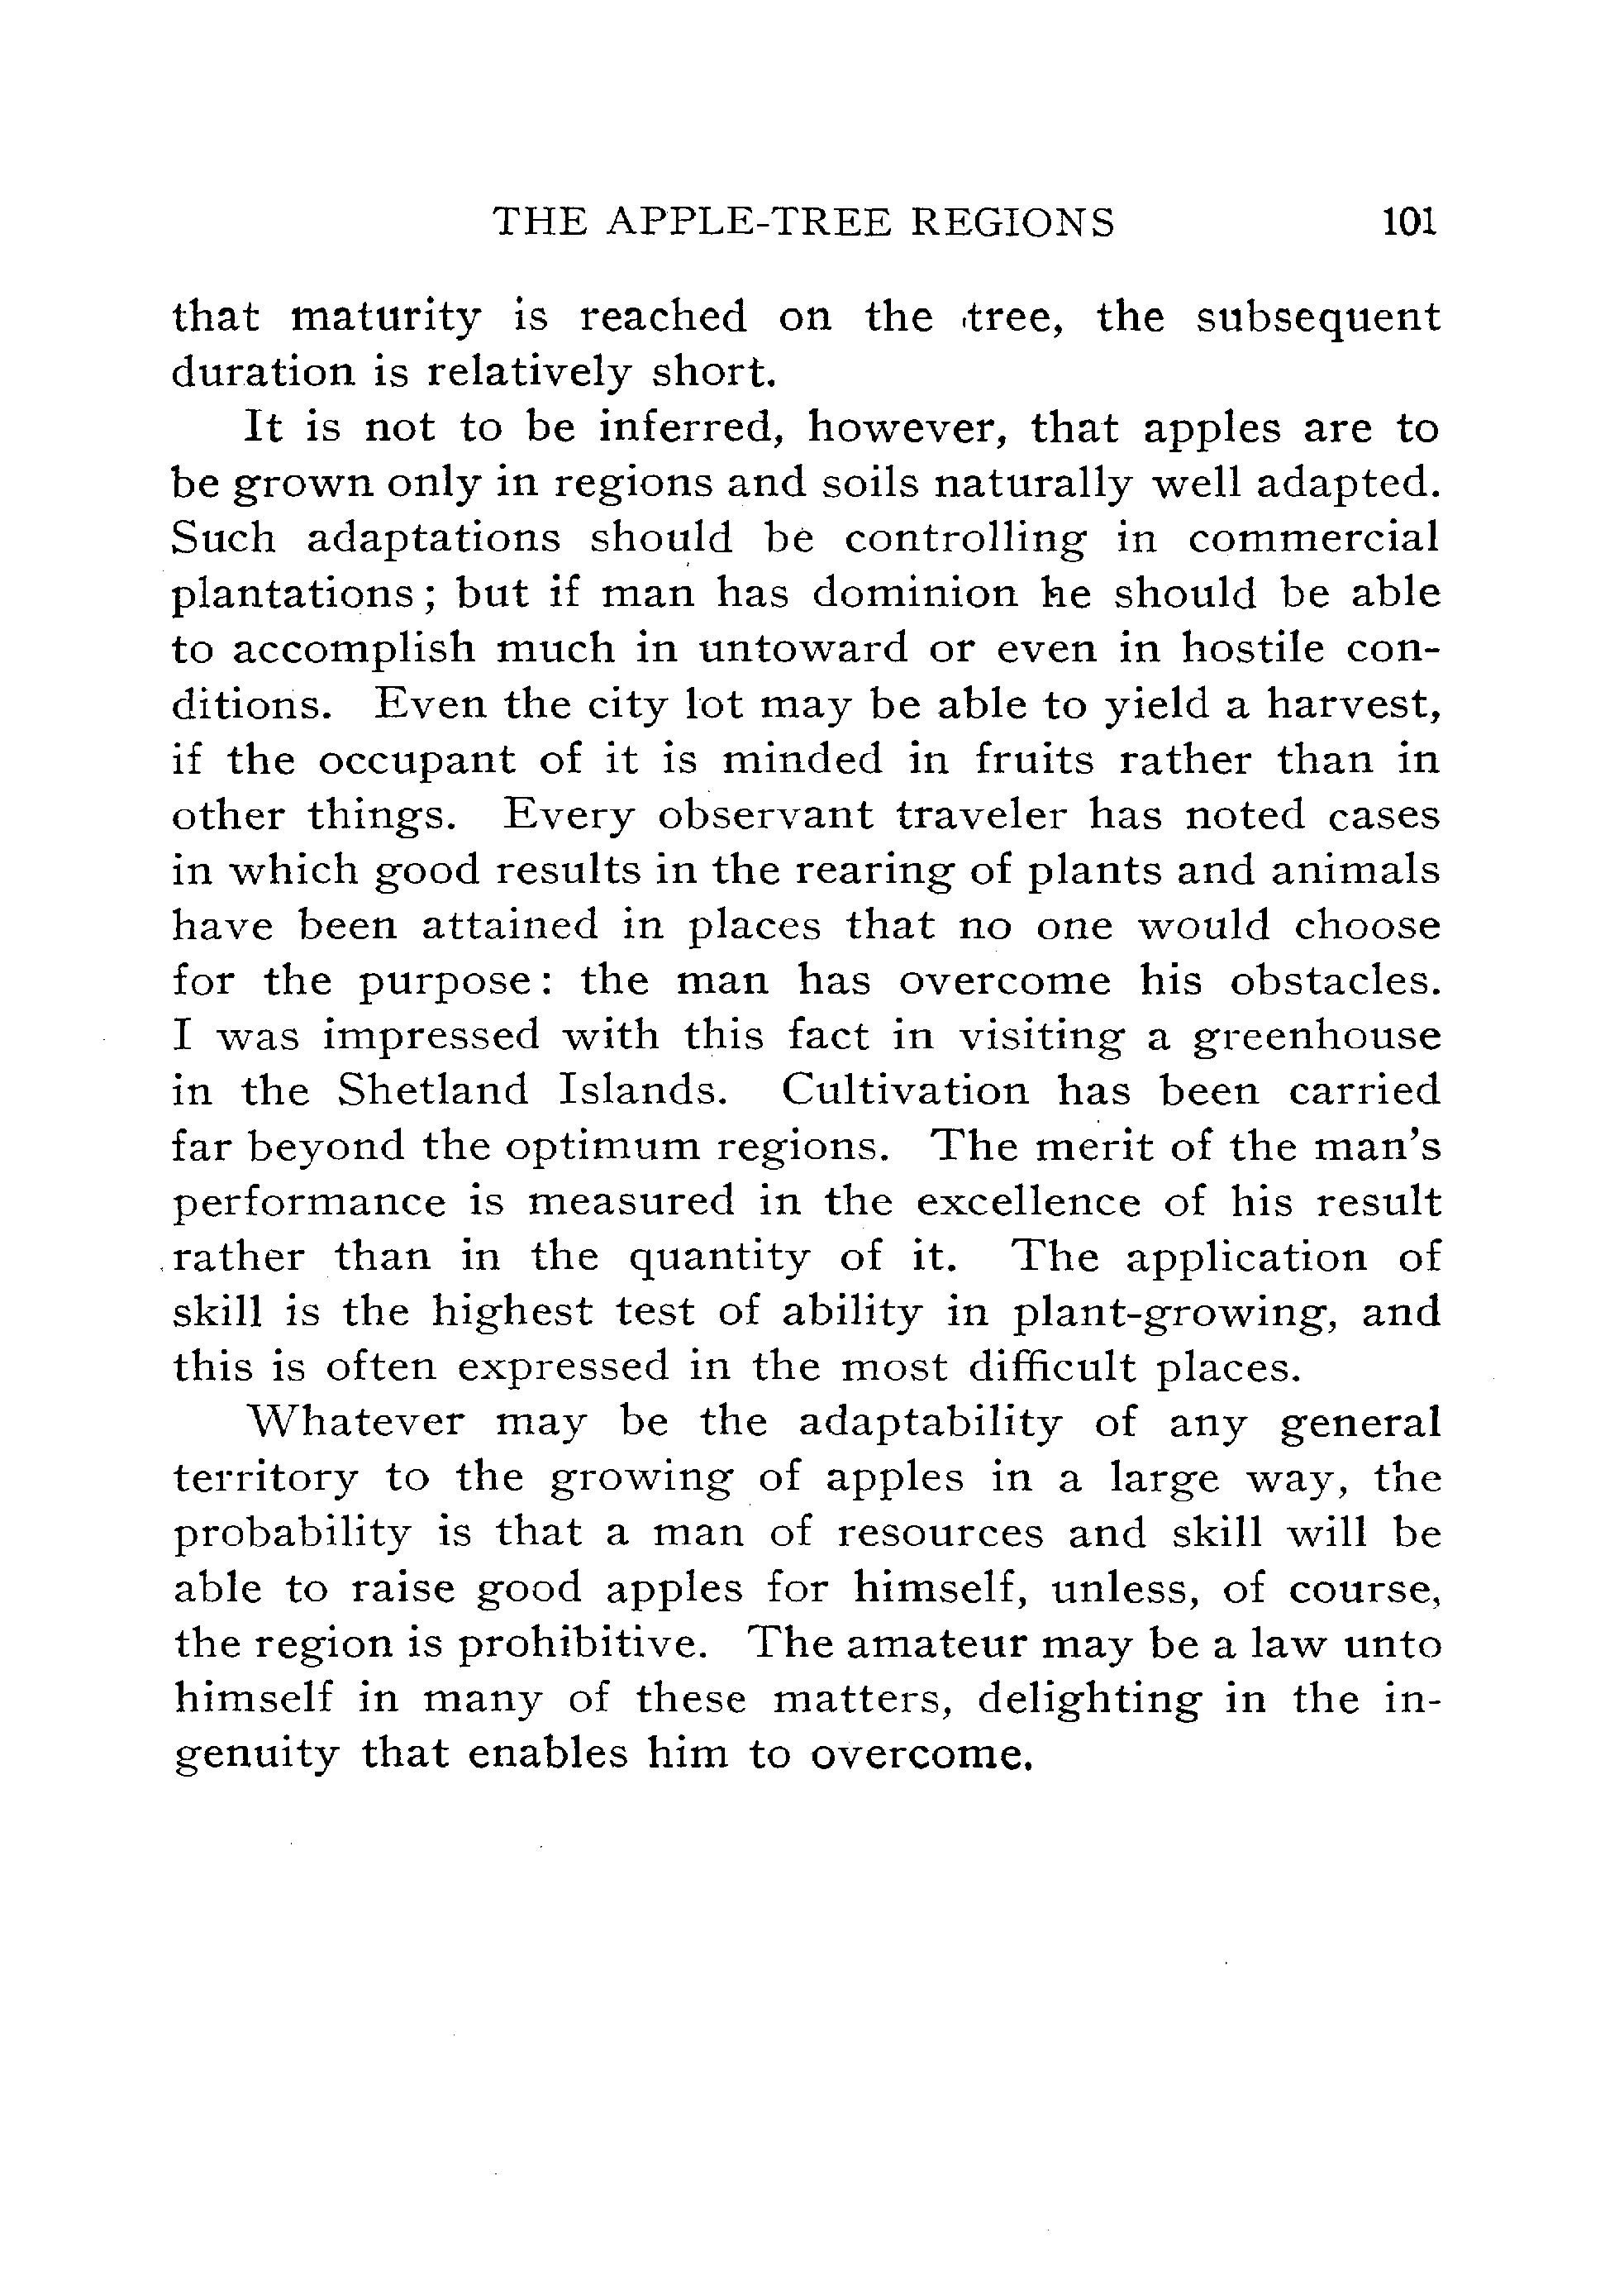 THE APPLE-TREE REGIONS 101
that maturity is reached on the tree, the subsequent
duration is relatively short.
It is not to be inferred, however, that apples are to
be grown only in regions and soils naturally well adapted.
Such adaptations should be controlling in commercial
plantations; but if man has dominion he should be able
to accomplish much in untoward or even in hostile con-
ditions. Even the city lot may be able to yield a harvest,
if the occupant of it is minded in fruits rather than in
other things. Every observant traveler has noted cases
in which good results in the rearing of plants and animals
have been attained in places that no one would choose
for the purpose: the man has overcome his obstacles.
I was impressed with this fact in visiting a greenhouse
in the Shetland Islands. Cultivation has been carried
far beyond the optimum regions. The merit of the man's
performance is measured in the excellence of his result
rather than in the quantity of it. The application of
skill is the highest test of ability in plant-growing, and
this is often expressed in the most difficult places.
Whatever may be the adaptability of any general
territory to the growing of apples in a large way, the
probability is that a man of resources and skill will be
able to raise good apples for himself, unless, of course,
the region is prohibitive. The amateur may be a law unto
himself in many of these matters, delighting in the in-
genuity that enables him to overcome.